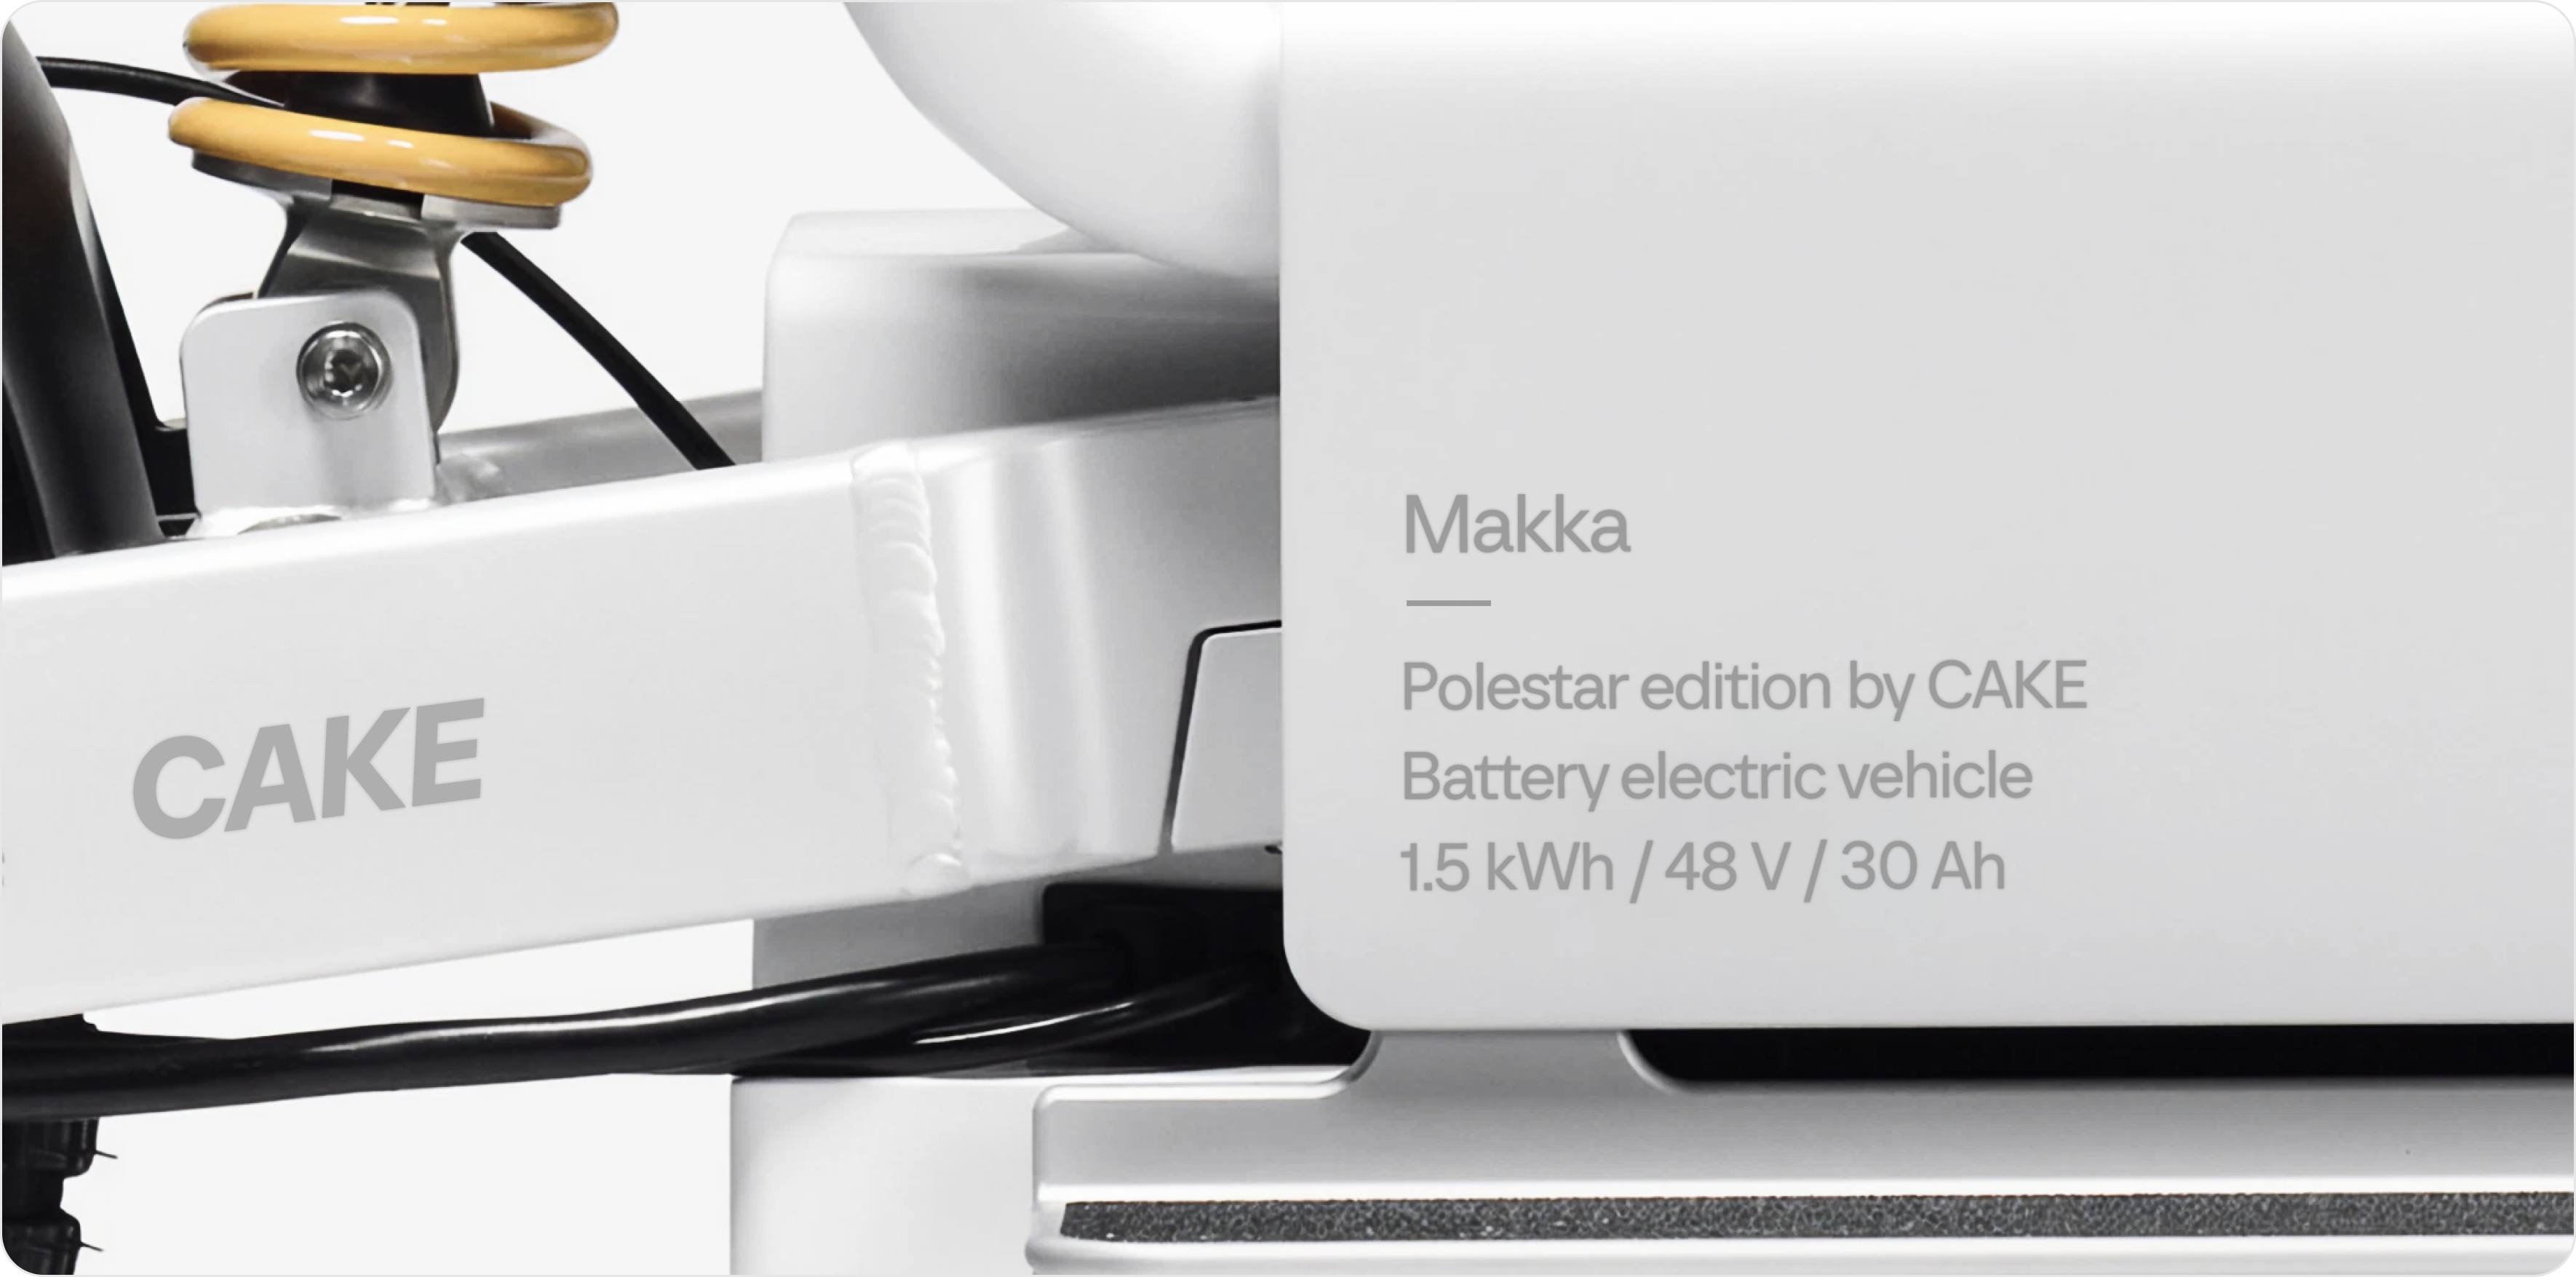 CAKE
Makka
Polestar edition by CAKE
Battery electric vehicle
1.5 kWh / 48 V / 30 Ah